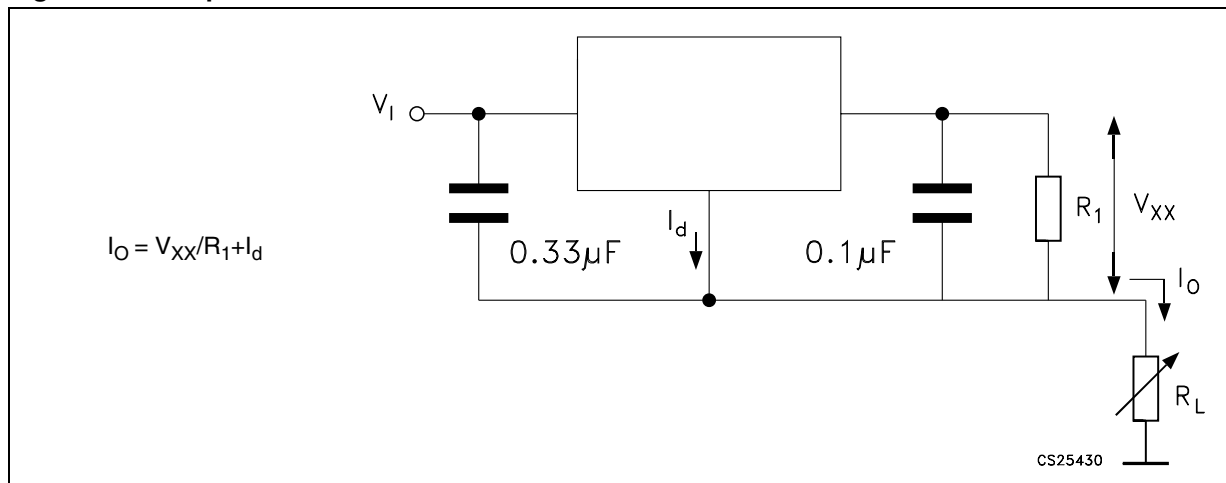 V_I
I_d
0.33µF
0.1µF
R_1
V_XX
I_O = V_XX/R_1+I_d
I_O
R_L
CS25430